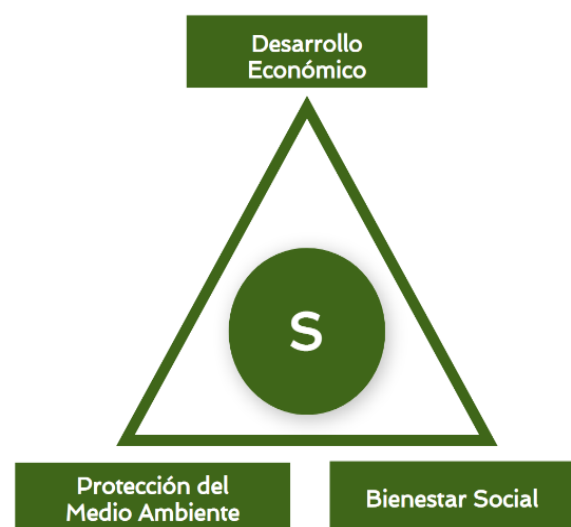 Desarrollo
Económico
S
Protección del
Medio Ambiente
Bienestar Social